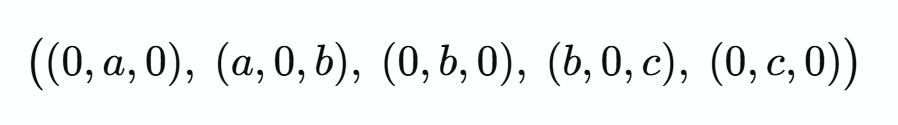 ((0, a, 0), (a, 0, b), (0, b, 0), (b, 0, c), (0, c, 0))